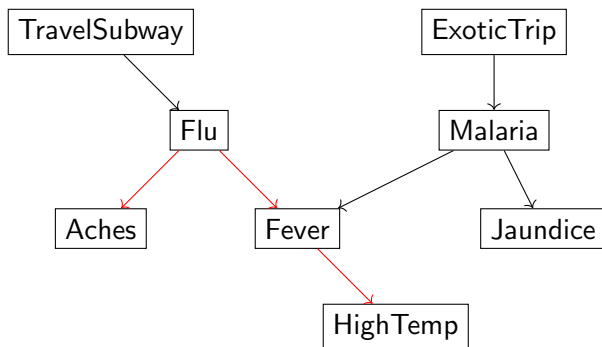 TravelSubway
ExoticTrip
Flu
Malaria
Aches
Fever
Jaundice
HighTemp